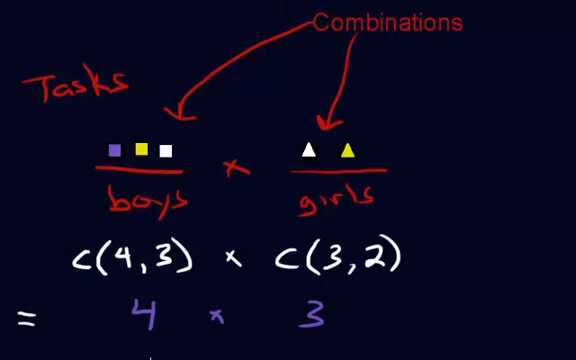 Combinations
Tasks
boys × girls
C(4,3) × C(3,2)
= 4 × 3